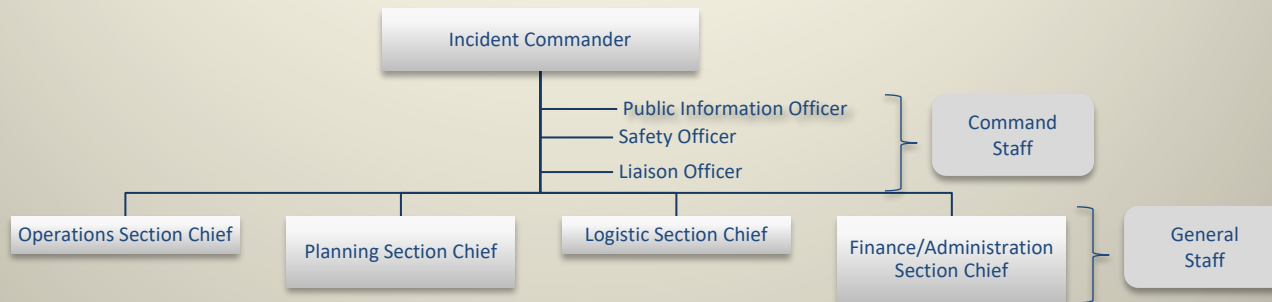 Incident Commander
Public Information Officer
Safety Officer
Liaison Officer
Command
Staff
Operations Section Chief
Planning Section Chief
Logistic Section Chief
Finance/Administration
Section Chief
General
Staff